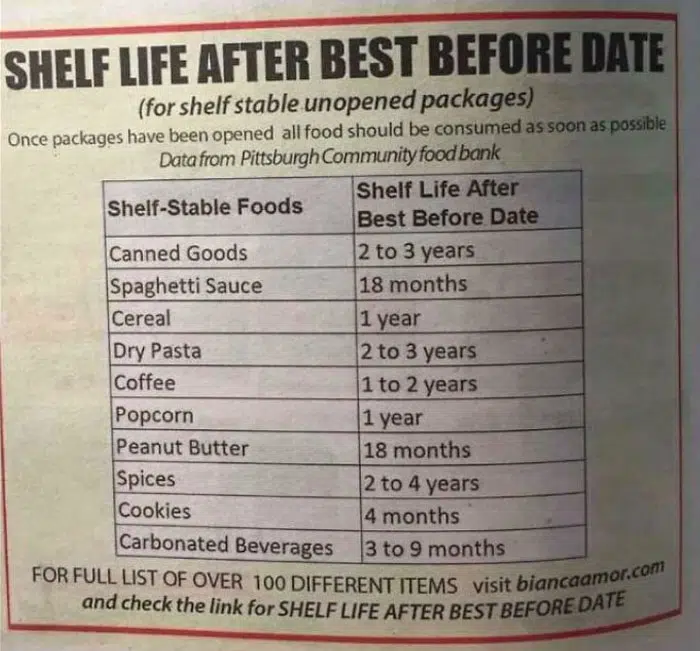 SHELF LIFE AFTER BEST BEFORE DATE
(for shelf stable unopened packages)
Once packages have been opened all food should be consumed as soon as possible
Data from Pittsburgh Community food bank
Shelf-Stable Foods
Shelf Life After
Best Before Date
Canned Goods 2 to 3 years
Spaghetti Sauce 18 months
Cereal 1 year
Dry Pasta 2 to 3 years
Coffee 1 to 2 years
Popcorn 1 year
Peanut Butter 18 months
Spices 2 to 4 years
Cookies 4 months
Carbonated Beverages 3 to 9 months
FOR FULL LIST OF OVER 100 DIFFERENT ITEMS visit biancaamor.com
and check the link for SHELF LIFE AFTER BEST BEFORE DATE